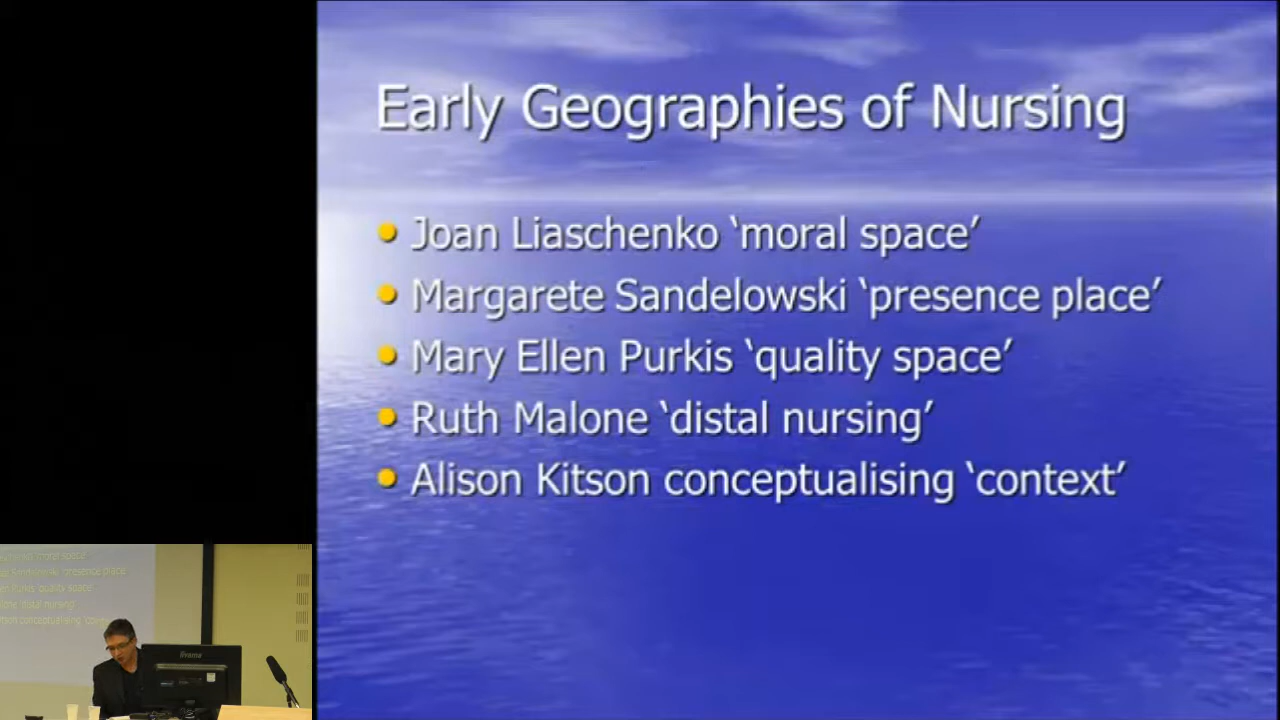 Early Geographies of Nursing
• Joan Liaschenko ‘moral space’
• Margarete Sandelowski ‘presence place’
• Mary Ellen Purkis ‘quality space’
• Ruth Malone ‘distal nursing’
• Alison Kitson conceptualising ‘context’
iiyama